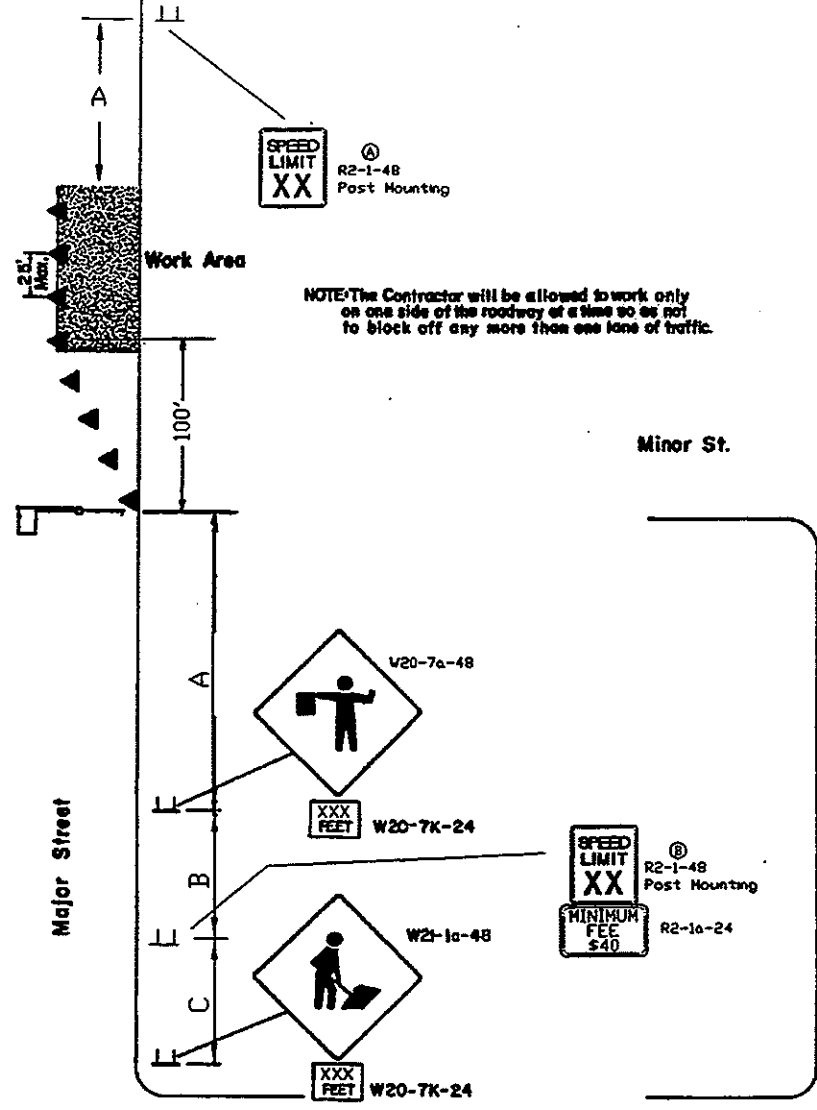 A
SPEED
LIMIT
XX
A
R2-1-48
Post Mounting
25'
Max.
Work Area
NOTE: The Contractor will be allowed to work only
on one side of the roadway at a time so as not
to block off any more than one lane of traffic.
100'
Minor St.
A
W20-7a-48
XXX
FEET
W20-7K-24
Major Street
B
SPEED
LIMIT
XX
B
R2-1-48
Post Mounting
MINIMUM
FEE
$40
R2-1a-24
W21-1a-48
C
XXX
FEET
W20-7K-24